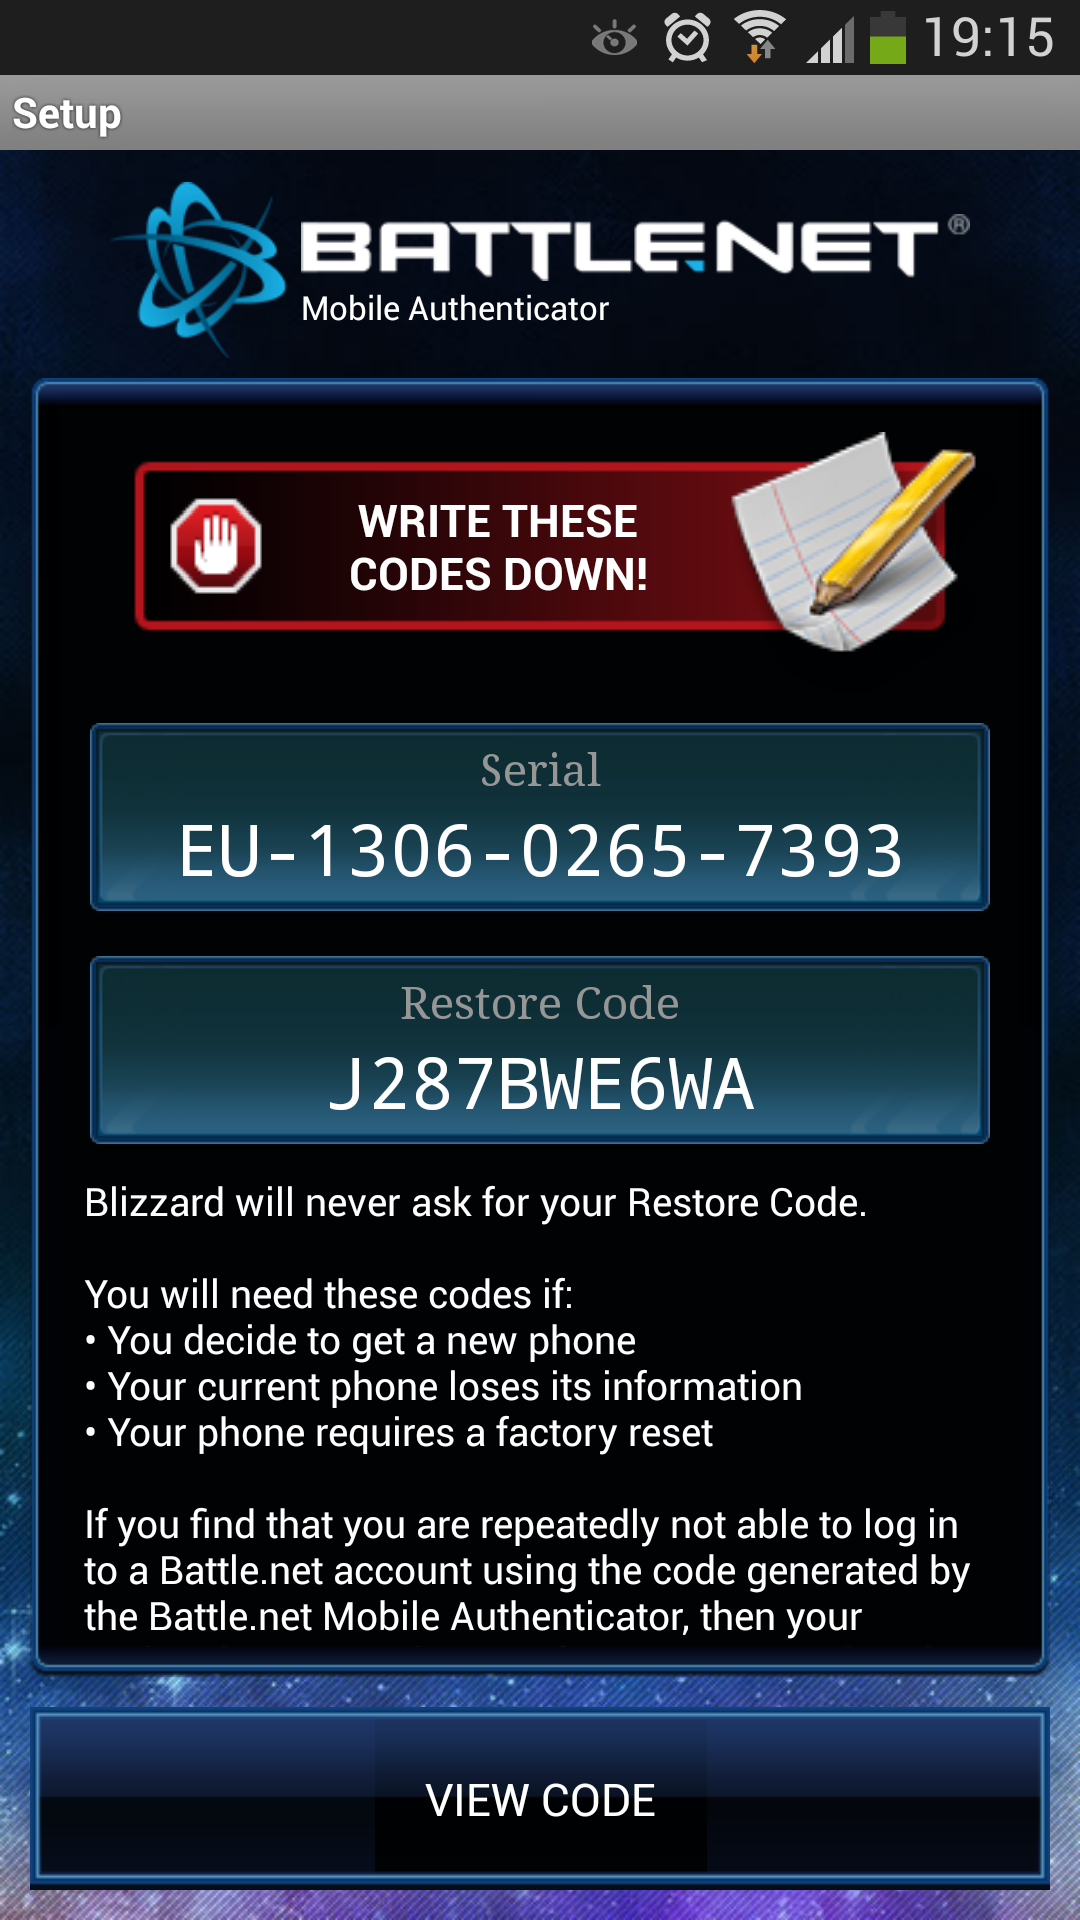 19:15
Setup
BATTLE.NET®
Mobile Authenticator
WRITE THESE
CODES DOWN!
Serial
EU-1306-0265-7393
Restore Code
J287BWE6WA
Blizzard will never ask for your Restore Code.
You will need these codes if:
• You decide to get a new phone
• Your current phone loses its information
• Your phone requires a factory reset
If you find that you are repeatedly not able to log in
to a Battle.net account using the code generated by
the Battle.net Mobile Authenticator, then your
VIEW CODE